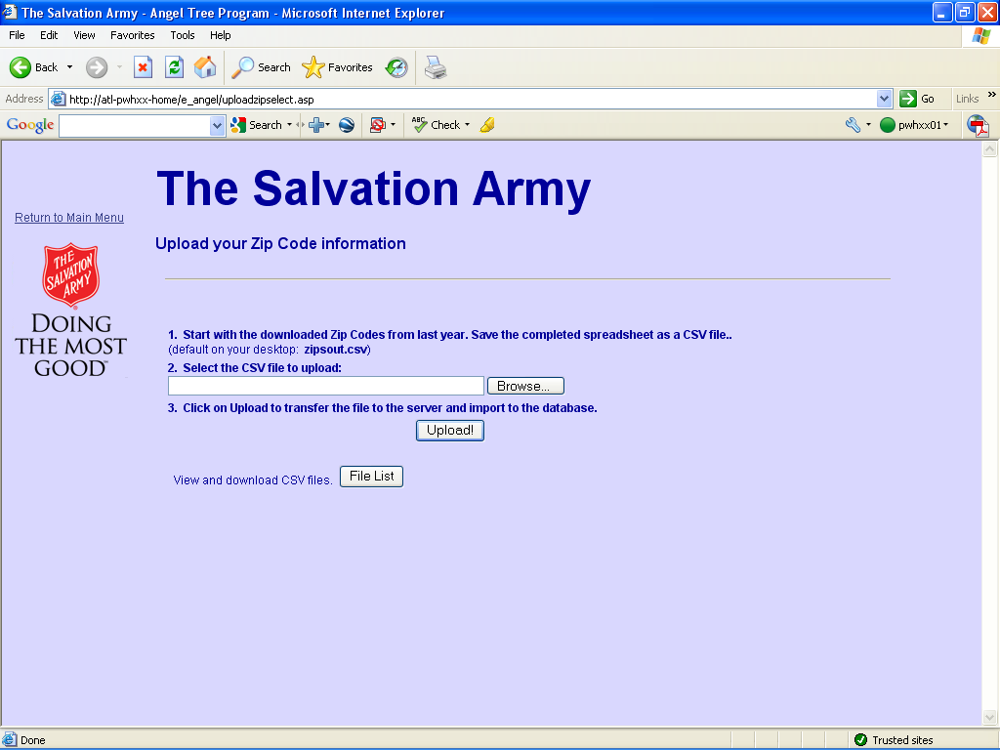 The Salvation Army - Angel Tree Program - Microsoft Internet Explorer
File Edit View Favorites Tools Help
Back Search Favorites
Address http://atl-pwhxx-home/e_angel/uploadzipselect.asp Go Links »
Google Search ABC Check pwhxx01
The Salvation Army
Return to Main Menu
Upload your Zip Code information
THE
SALVATION
ARMY
DOING
THE MOST
GOOD™
1. Start with the downloaded Zip Codes from last year. Save the completed spreadsheet as a CSV file..
(default on your desktop: zipsout.csv)
2. Select the CSV file to upload:
Browse...
3. Click on Upload to transfer the file to the server and import to the database.
Upload!
View and download CSV files. File List
Done Trusted sites